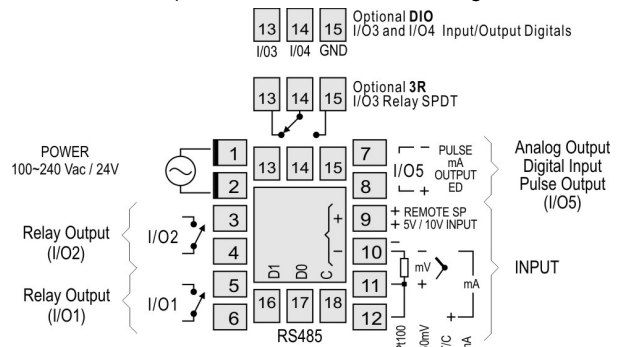 13 14 15
Optional DIO
I/O3 and I/O4 Input/Output Digitals
I/03 I/04 GND
13 14 15
Optional 3R
I/O3 Relay SPDT
POWER
100~240 Vac / 24V
1
2
13 14 15
7
8
I/O5
PULSE
mA
OUTPUT
ED
Analog Output
Digital Input
Pulse Output
(I/O5)
Relay Output
(I/O2)
I/O2
3
4
9
10
+ REMOTE SP
+ 5V / 10V INPUT
INPUT
Relay Output
(I/O1)
I/O1
5
6
11
12
mV
mA
D1 D0 C
16 17 18
RS485
T/C